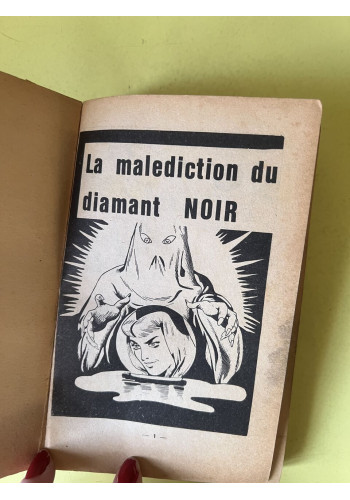 La malediction du
diamant NOIR
— 1 —